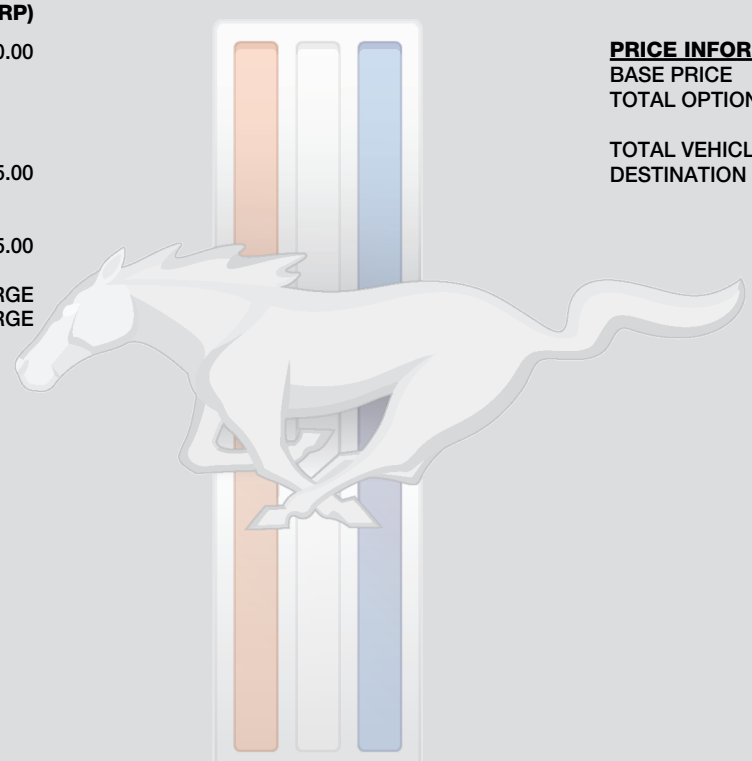 RP)
0.00
5.00
5.00
RGE
RGE
PRICE INFOR
BASE PRICE
TOTAL OPTION
TOTAL VEHICL
DESTINATION